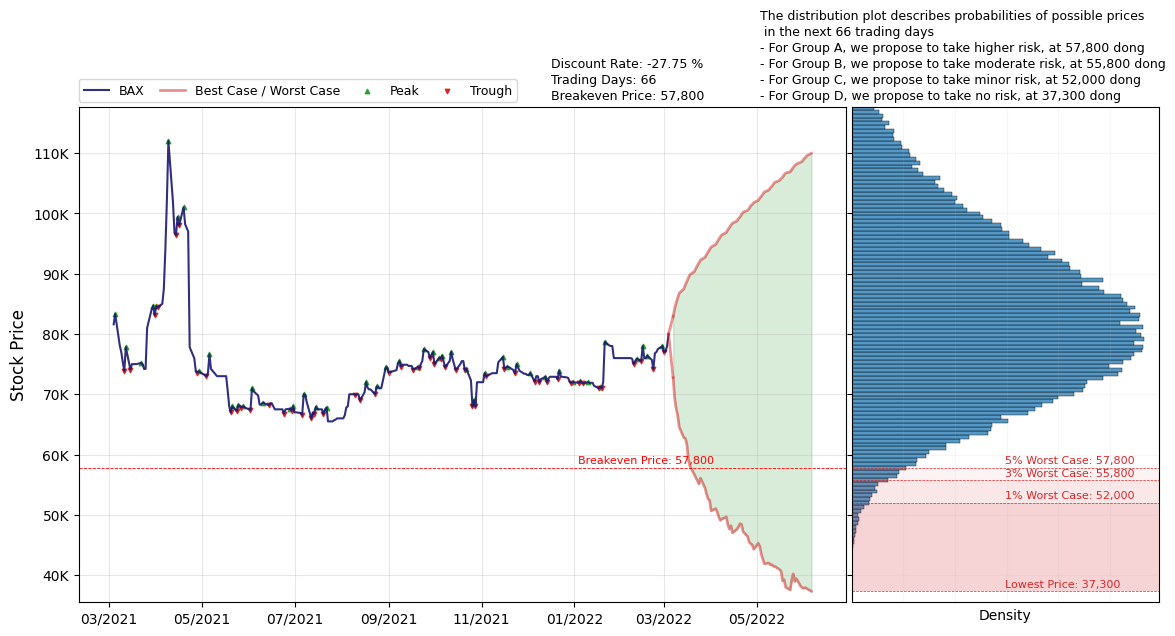 The distribution plot describes probabilities of possible prices
in the next 66 trading days
- For Group A, we propose to take higher risk, at 57,800 dong
- For Group B, we propose to take moderate risk, at 55,800 dong
- For Group C, we propose to take minor risk, at 52,000 dong
- For Group D, we propose to take no risk, at 37,300 dong
Discount Rate: -27.75 %
Trading Days: 66
Breakeven Price: 57,800
BAX
Best Case / Worst Case
Peak
Trough
Stock Price
110K
100K
90K
80K
70K
60K
50K
40K
Breakeven Price: 57,800
03/2021
05/2021
07/2021
09/2021
11/2021
01/2022
03/2022
05/2022
5% Worst Case: 57,800
3% Worst Case: 55,800
1% Worst Case: 52,000
Lowest Price: 37,300
Density